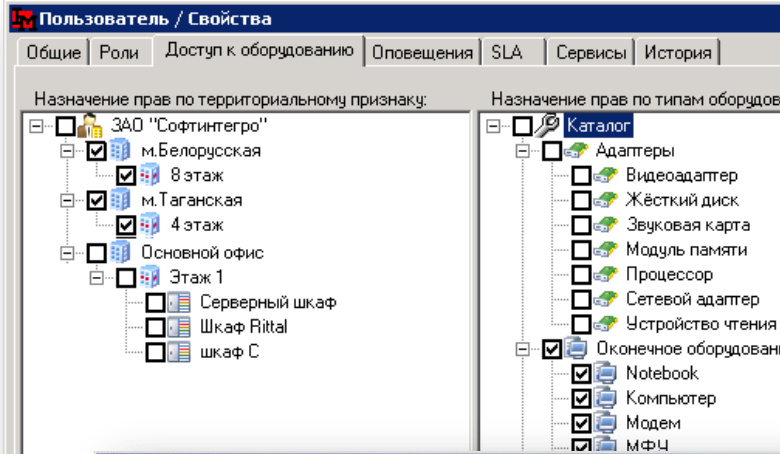 Пользователь / Свойства
Общие Роли Доступ к оборудованию Оповещения SLA Сервисы История
Назначение прав по территориальному признаку:
ЗАО "Софтинтегро"
м.Белорусская
8 этаж
м.Таганская
4 этаж
Основной офис
Этаж 1
Серверный шкаф
Шкаф Rittal
шкаф С
Назначение прав по типам оборудов
Каталог
Адаптеры
Видеоадаптер
Жёсткий диск
Звуковая карта
Модуль памяти
Процессор
Сетевой адаптер
Устройство чтения
Оконечное оборудовани
Notebook
Компьютер
Модем
МФУ